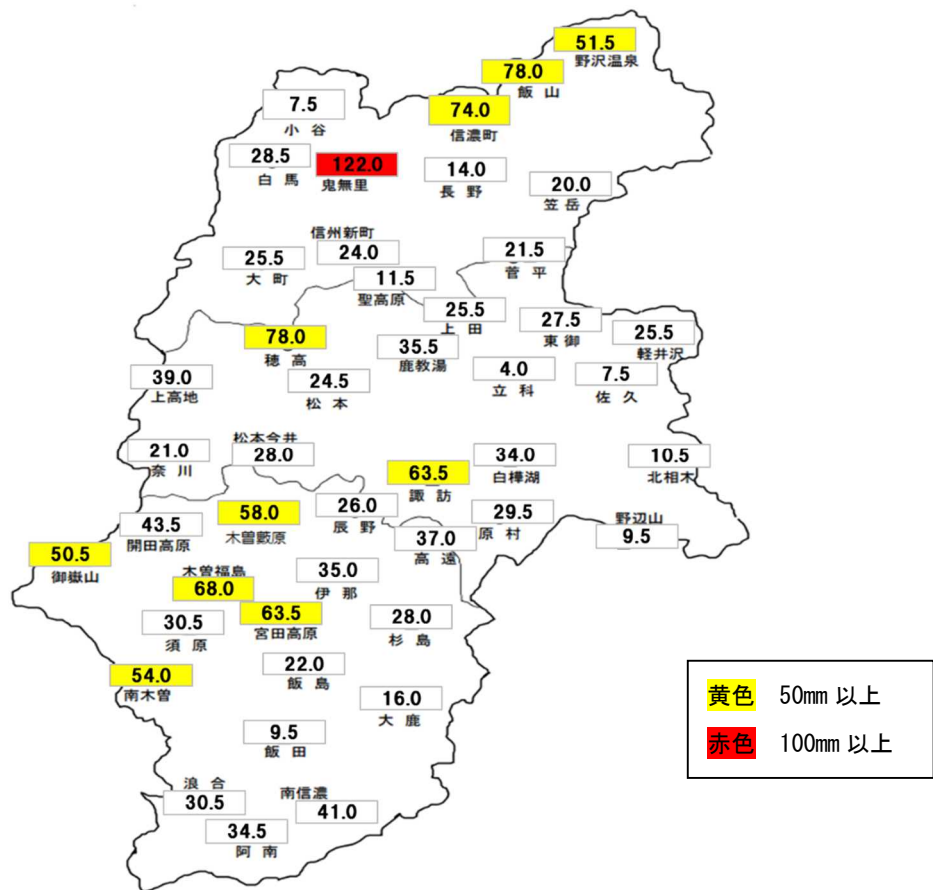 51.5
野沢温泉
78.0
飯山
74.0
信濃町
7.5
小谷
28.5
白馬
122.0
鬼無里
14.0
長野
20.0
笠岳
信州新町
24.0
25.5
大町
21.5
菅平
11.5
聖高原
25.5
上田
27.5
東御
25.5
軽井沢
78.0
穂高
35.5
鹿教湯
39.0
上高地
24.5
松本
4.0
立科
7.5
佐久
21.0
奈川
松本今井
28.0
63.5
諏訪
34.0
白樺湖
10.5
北相木
43.5
開田高原
58.0
木曽藪原
26.0
辰野
37.0
高遠
29.5
原村
野辺山
9.5
50.5
御嶽山
木曽福島
68.0
35.0
伊那
30.5
須原
63.5
宮田高原
28.0
杉島
54.0
南木曽
22.0
飯島
16.0
大鹿
9.5
飯田
浪合
30.5
南信濃
41.0
34.5
阿南
黄色 50mm 以上
赤色 100mm 以上